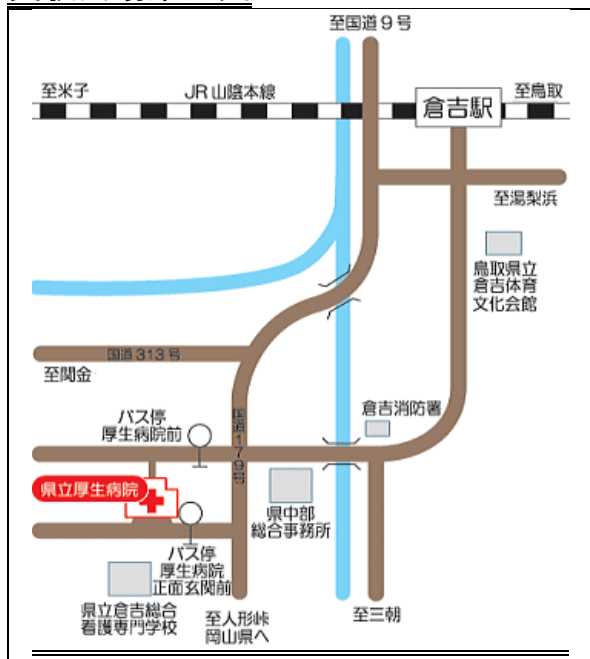 至国道9号
至米子
JR山陰本線
倉吉駅
至鳥取
至湯梨浜
鳥取県立
倉吉体育
文化会館
国道313号
至関金
倉吉消防署
バス停
厚生病院前
国道179号
県立厚生病院
県中部
総合事務所
バス停
厚生病院
正面玄関前
県立倉吉総合
看護専門学校
至人形峠
岡山県へ
至三朝